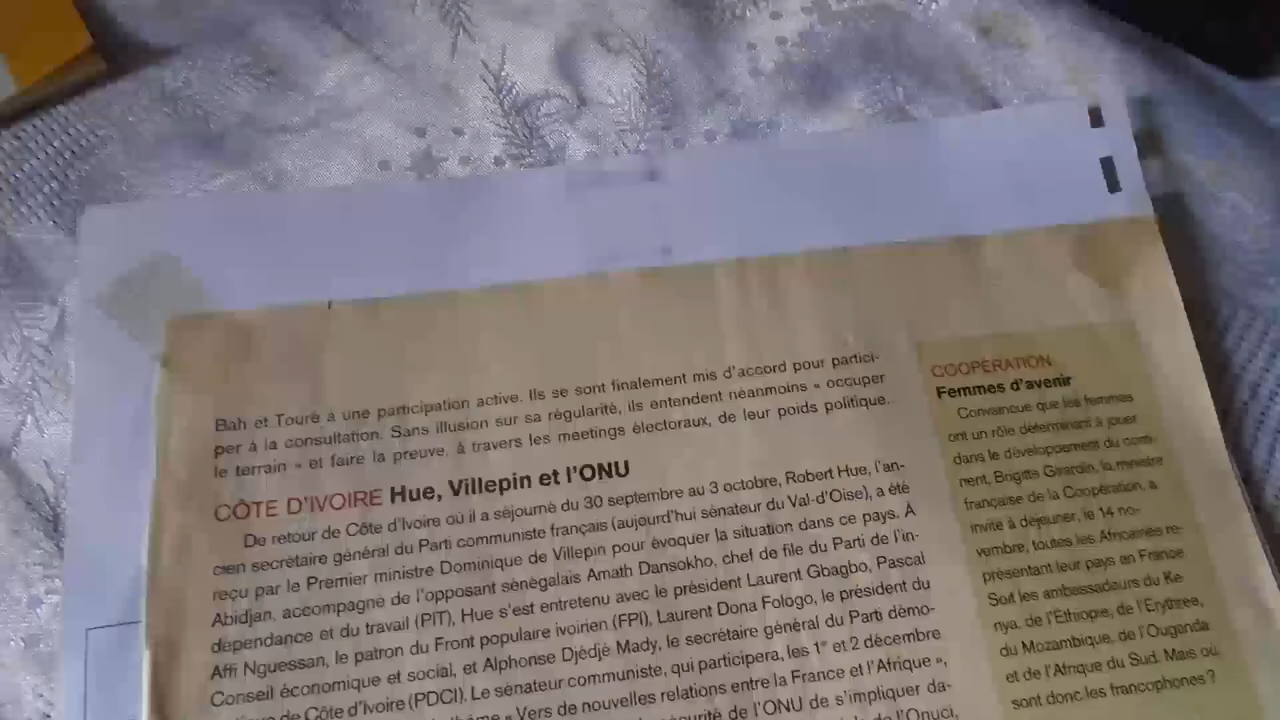 Bah et Touré à une participation active. Ils se sont finalement mis d'accord pour partici-
per à la consultation. Sans illusion sur sa régularité, ils entendent néanmoins « occuper
le terrain » et faire la preuve, à travers les meetings électoraux, de leur poids politique.
CÔTE D'IVOIRE Hue, Villepin et l'ONU
De retour de Côte d'Ivoire où il a séjourné du 30 septembre au 3 octobre, Robert Hue, l'an-
cien secrétaire général du Parti communiste français (aujourd'hui sénateur du Val-d'Oise), a été
reçu par le Premier ministre Dominique de Villepin pour évoquer la situation dans ce pays. À
Abidjan, accompagné de l'opposant sénégalais Amath Dansokho, chef de file du Parti de l'in-
dépendance et du travail (PIT), Hue s'est entretenu avec le président Laurent Gbagbo, Pascal
Affi Nguessan, le patron du Front populaire ivoirien (FPI), Laurent Dona Fologo, le président du
Conseil économique et social, et Alphonse Djédjé Mady, le secrétaire général du Parti démo-
de Côte d'Ivoire (PDCI). Le sénateur communiste, qui participera, les 1er et 2 décembre
« Vers de nouvelles relations entre la France et l'Afrique »,
de l'ONU de s'impliquer da-
de l'Onuci,
COOPÉRATION
Femmes d'avenir
Convaincue que les femmes
ont un rôle déterminant à jouer
dans le développement du conti-
nent, Brigitte Girardin, la ministre
française de la Coopération, a
invité à déjeuner, le 14 no-
vembre, toutes les Africaines re-
présentant leur pays en France.
Soit les ambassadeurs du Ke-
nya, de l'Éthiopie, de l'Érythrée,
du Mozambique, de l'Ouganda
et de l'Afrique du Sud. Mais où
sont donc les francophones ?